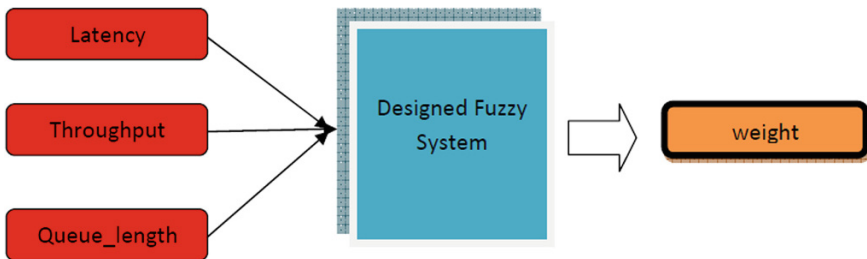 Latency
Throughput
Queue_length
Designed Fuzzy
System
weight